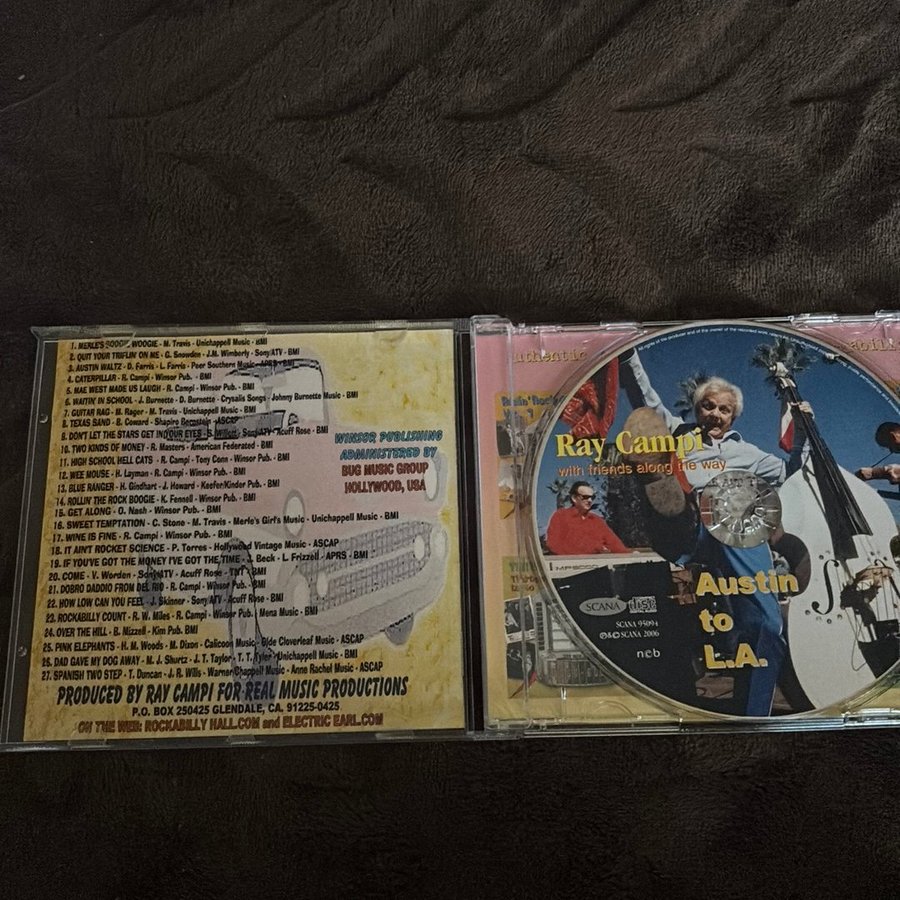 1. MERLE'S BOOGIE WOOGIE - M. Travis - Unichappell Music - BMI
2. QUIT YOUR TRIFLIN' ON ME - G. Snowden - J.M. Wimberly - Sony/ATV - BMI
3. AUSTIN WALTZ - D. Farris - L. Farris - Peer Southern Music - APRS - BMI
4. CATERPILLAR - R. Campi - Winsor Pub. - BMI
5. MAE WEST MADE US LAUGH - R. Campi - Winsor Pub. - BMI
6. WAITIN' IN SCHOOL - J. Burnette - D. Burnette - Crysalis Songs - Johnny Burnette Music - BMI
7. GUITAR RAG - M. Rager - M. Travis - Unichappell Music - BMI
8. TEXAS SAND - B. Coward - Shapiro Bernstein - ASCAP
9. DON'T LET THE STARS GET IN YOUR EYES - S. Willett - Sony/ATV - Acuff Rose - BMI
10. TWO KINDS OF MONEY - R. Masters - American Federated - BMI
11. HIGH SCHOOL HELL CATS - R. Campi - Tony Conn - Winsor Pub. - BMI
12. WEE MOUSE - H. Layman - R. Campi - Winsor Pub. - BMI
13. BLUE RANGER - H. Giodhart - J. Howard - Keefer/Kinder Pub. - BMI
14. ROLLIN' THE ROCK BOOGIE - K. Fennell - Winsor Pub. - BMI
15. GET ALONG - O. Nash - Winsor Pub. - BMI
16. SWEET TEMPTATION - C. Stone - M. Travis - Merle's Girl's Music - Unichappell Music - BMI
17. WINE IS FINE - R. Campi - Winsor Pub. - BMI
18. IT AIN'T ROCKET SCIENCE - P. Torres - Hollywood Vintage Music - ASCAP
19. IF YOU'VE GOT THE MONEY I'VE GOT THE TIME - J. Beck - L. Frizzell - APRS - BMI
20. COME - V. Worden - Sony ATV - Acuff Rose - BMI
21. DOBRO DADDIO FROM DEL RIO - R. Campi - Winsor Pub. - BMI
22. HOW LOW CAN YOU FEEL - J. Skinner - Sony ATV - Acuff Rose - BMI
23. ROCKABILLY COUNT - R. W. Miles - R. Campi - Winsor Pub. / Mena Music - BMI
24. OVER THE HILL - B. Mizzell - Kim Pub. - BMI
25. PINK ELEPHANTS - H. M. Woods - M. Dixon - Calicoon Music - Olde Cloverleaf Music - ASCAP
26. DAD GAVE MY DOG AWAY - M. J. Shurtz - J. T. Taylor - T. T. Tyler - Unichappell Music - BMI
27. SPANISH TWO STEP - T. Duncan - J. R. Wills - Warner Chappell Music - Anne Rachel Music - ASCAP
WINSOR PUBLISHING
ADMINISTERED BY
BUG MUSIC GROUP
HOLLYWOOD, USA
PRODUCED BY RAY CAMPI FOR REAL MUSIC PRODUCTIONS
P.O. BOX 250425 GLENDALE, CA. 91225-0425
ON THE WEB: ROCKABILLY HALL.COM and ELECTRIC EARL.COM
Ray Campi
with friends along the way
Austin
to
L.A.
SCANA
SCANA 95094
℗&© SCANA 2006
ncb